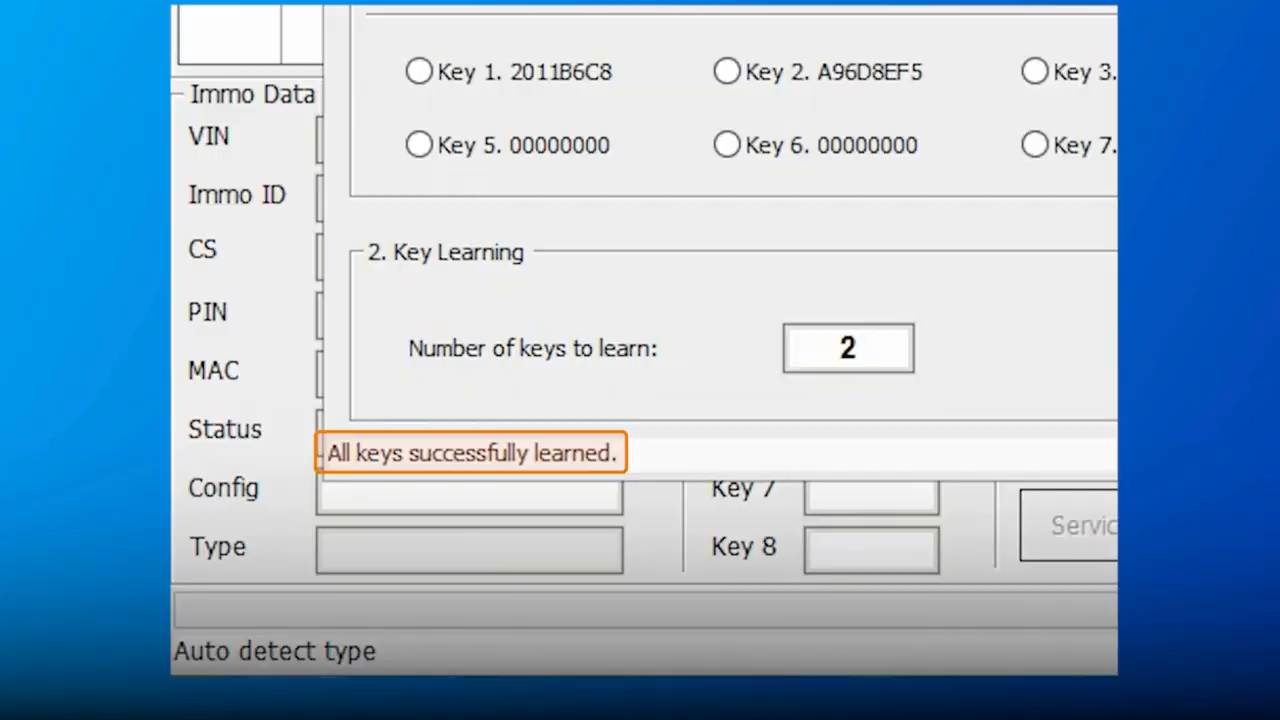 Key 1. 2011B6C8 Key 2. A96D8EF5 Key 3.
Immo Data
VIN
Key 5. 00000000 Key 6. 00000000 Key 7.
Immo ID
CS
2. Key Learning
PIN
Number of keys to learn: 2
MAC
Status
All keys successfully learned.
Config Key 7
Servic
Type Key 8
Auto detect type